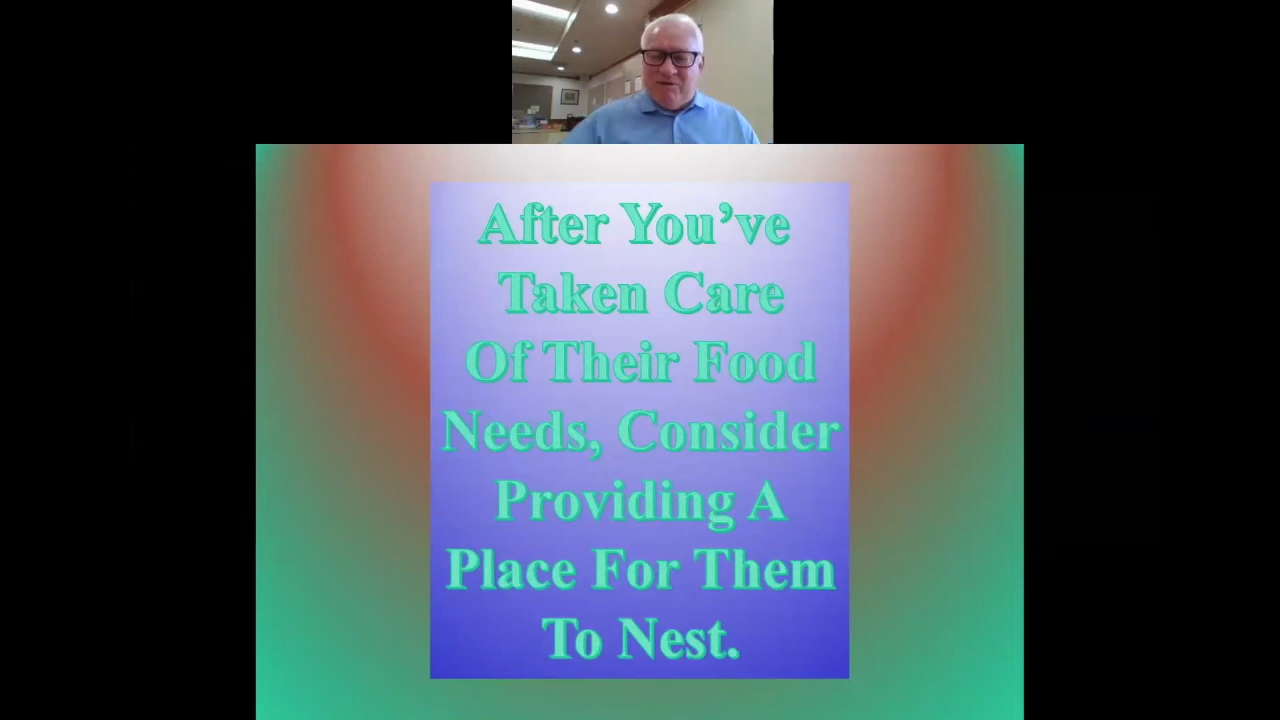 After You’ve
Taken Care
Of Their Food
Needs, Consider
Providing A
Place For Them
To Nest.